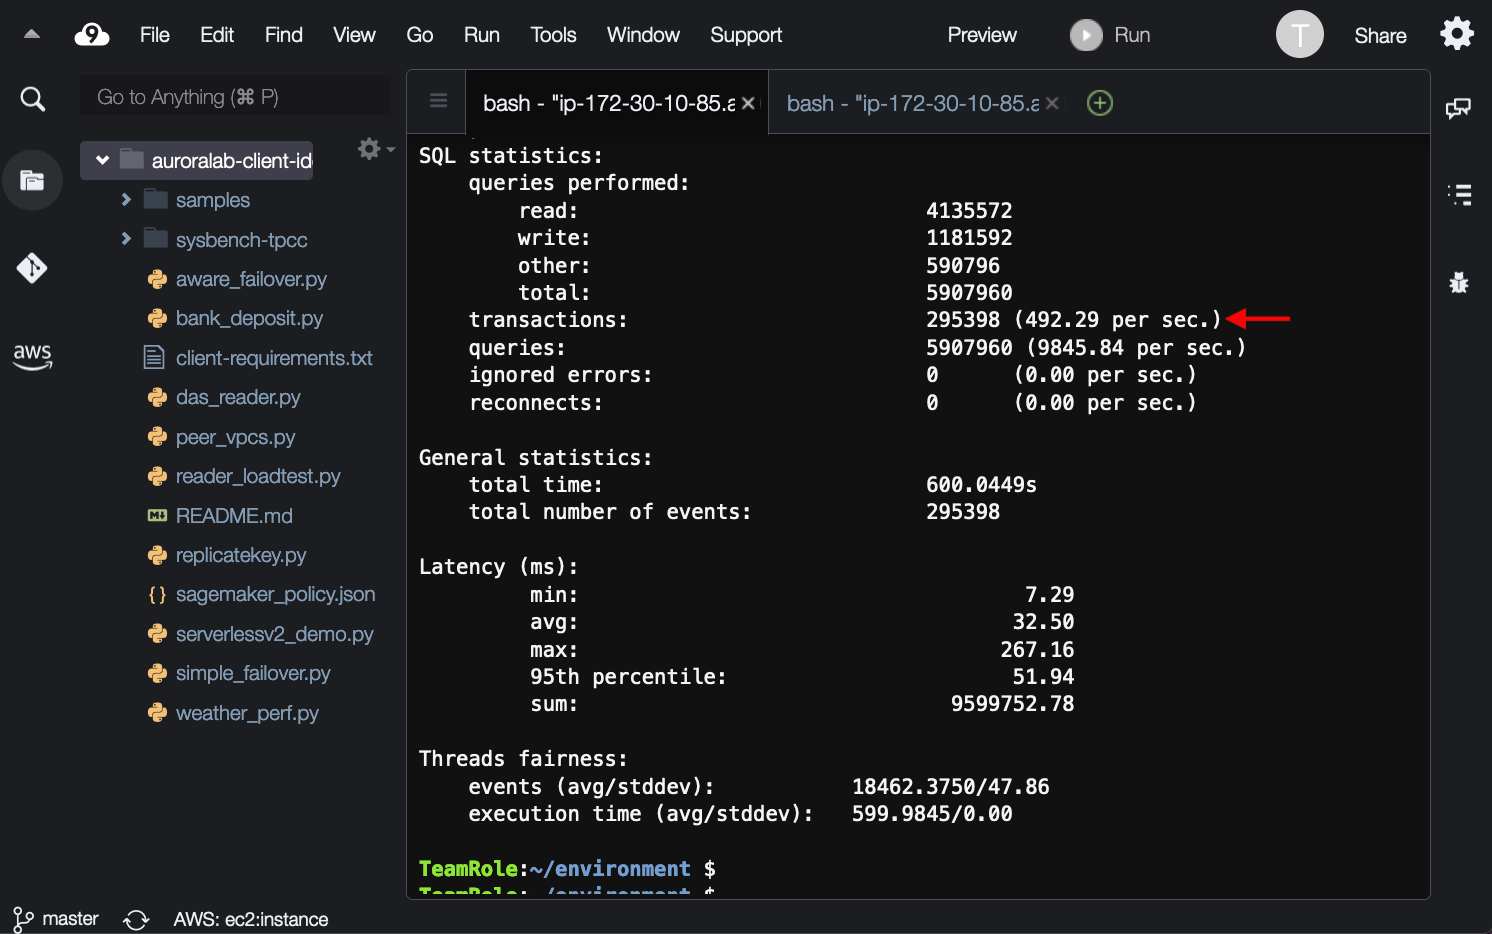 9 File Edit Find View Go Run Tools Window Support Preview Run T Share
Go to Anything (⌘ P)
bash - "ip-172-30-10-85.a × bash - "ip-172-30-10-85.a ×
auroralab-client-id
samples
sysbench-tpcc
aware_failover.py
bank_deposit.py
client-requirements.txt
das_reader.py
peer_vpcs.py
reader_loadtest.py
README.md
replicatekey.py
{} sagemaker_policy.json
serverlessv2_demo.py
simple_failover.py
weather_perf.py
aws
SQL statistics:
queries performed:
read: 4135572
write: 1181592
other: 590796
total: 5907960
transactions: 295398 (492.29 per sec.)
queries: 5907960 (9845.84 per sec.)
ignored errors: 0 (0.00 per sec.)
reconnects: 0 (0.00 per sec.)
General statistics:
total time: 600.0449s
total number of events: 295398
Latency (ms):
min: 7.29
avg: 32.50
max: 267.16
95th percentile: 51.94
sum: 9599752.78
Threads fairness:
events (avg/stddev): 18462.3750/47.86
execution time (avg/stddev): 599.9845/0.00
TeamRole:~/environment $
TeamRole:~/environment $
master AWS: ec2:instance